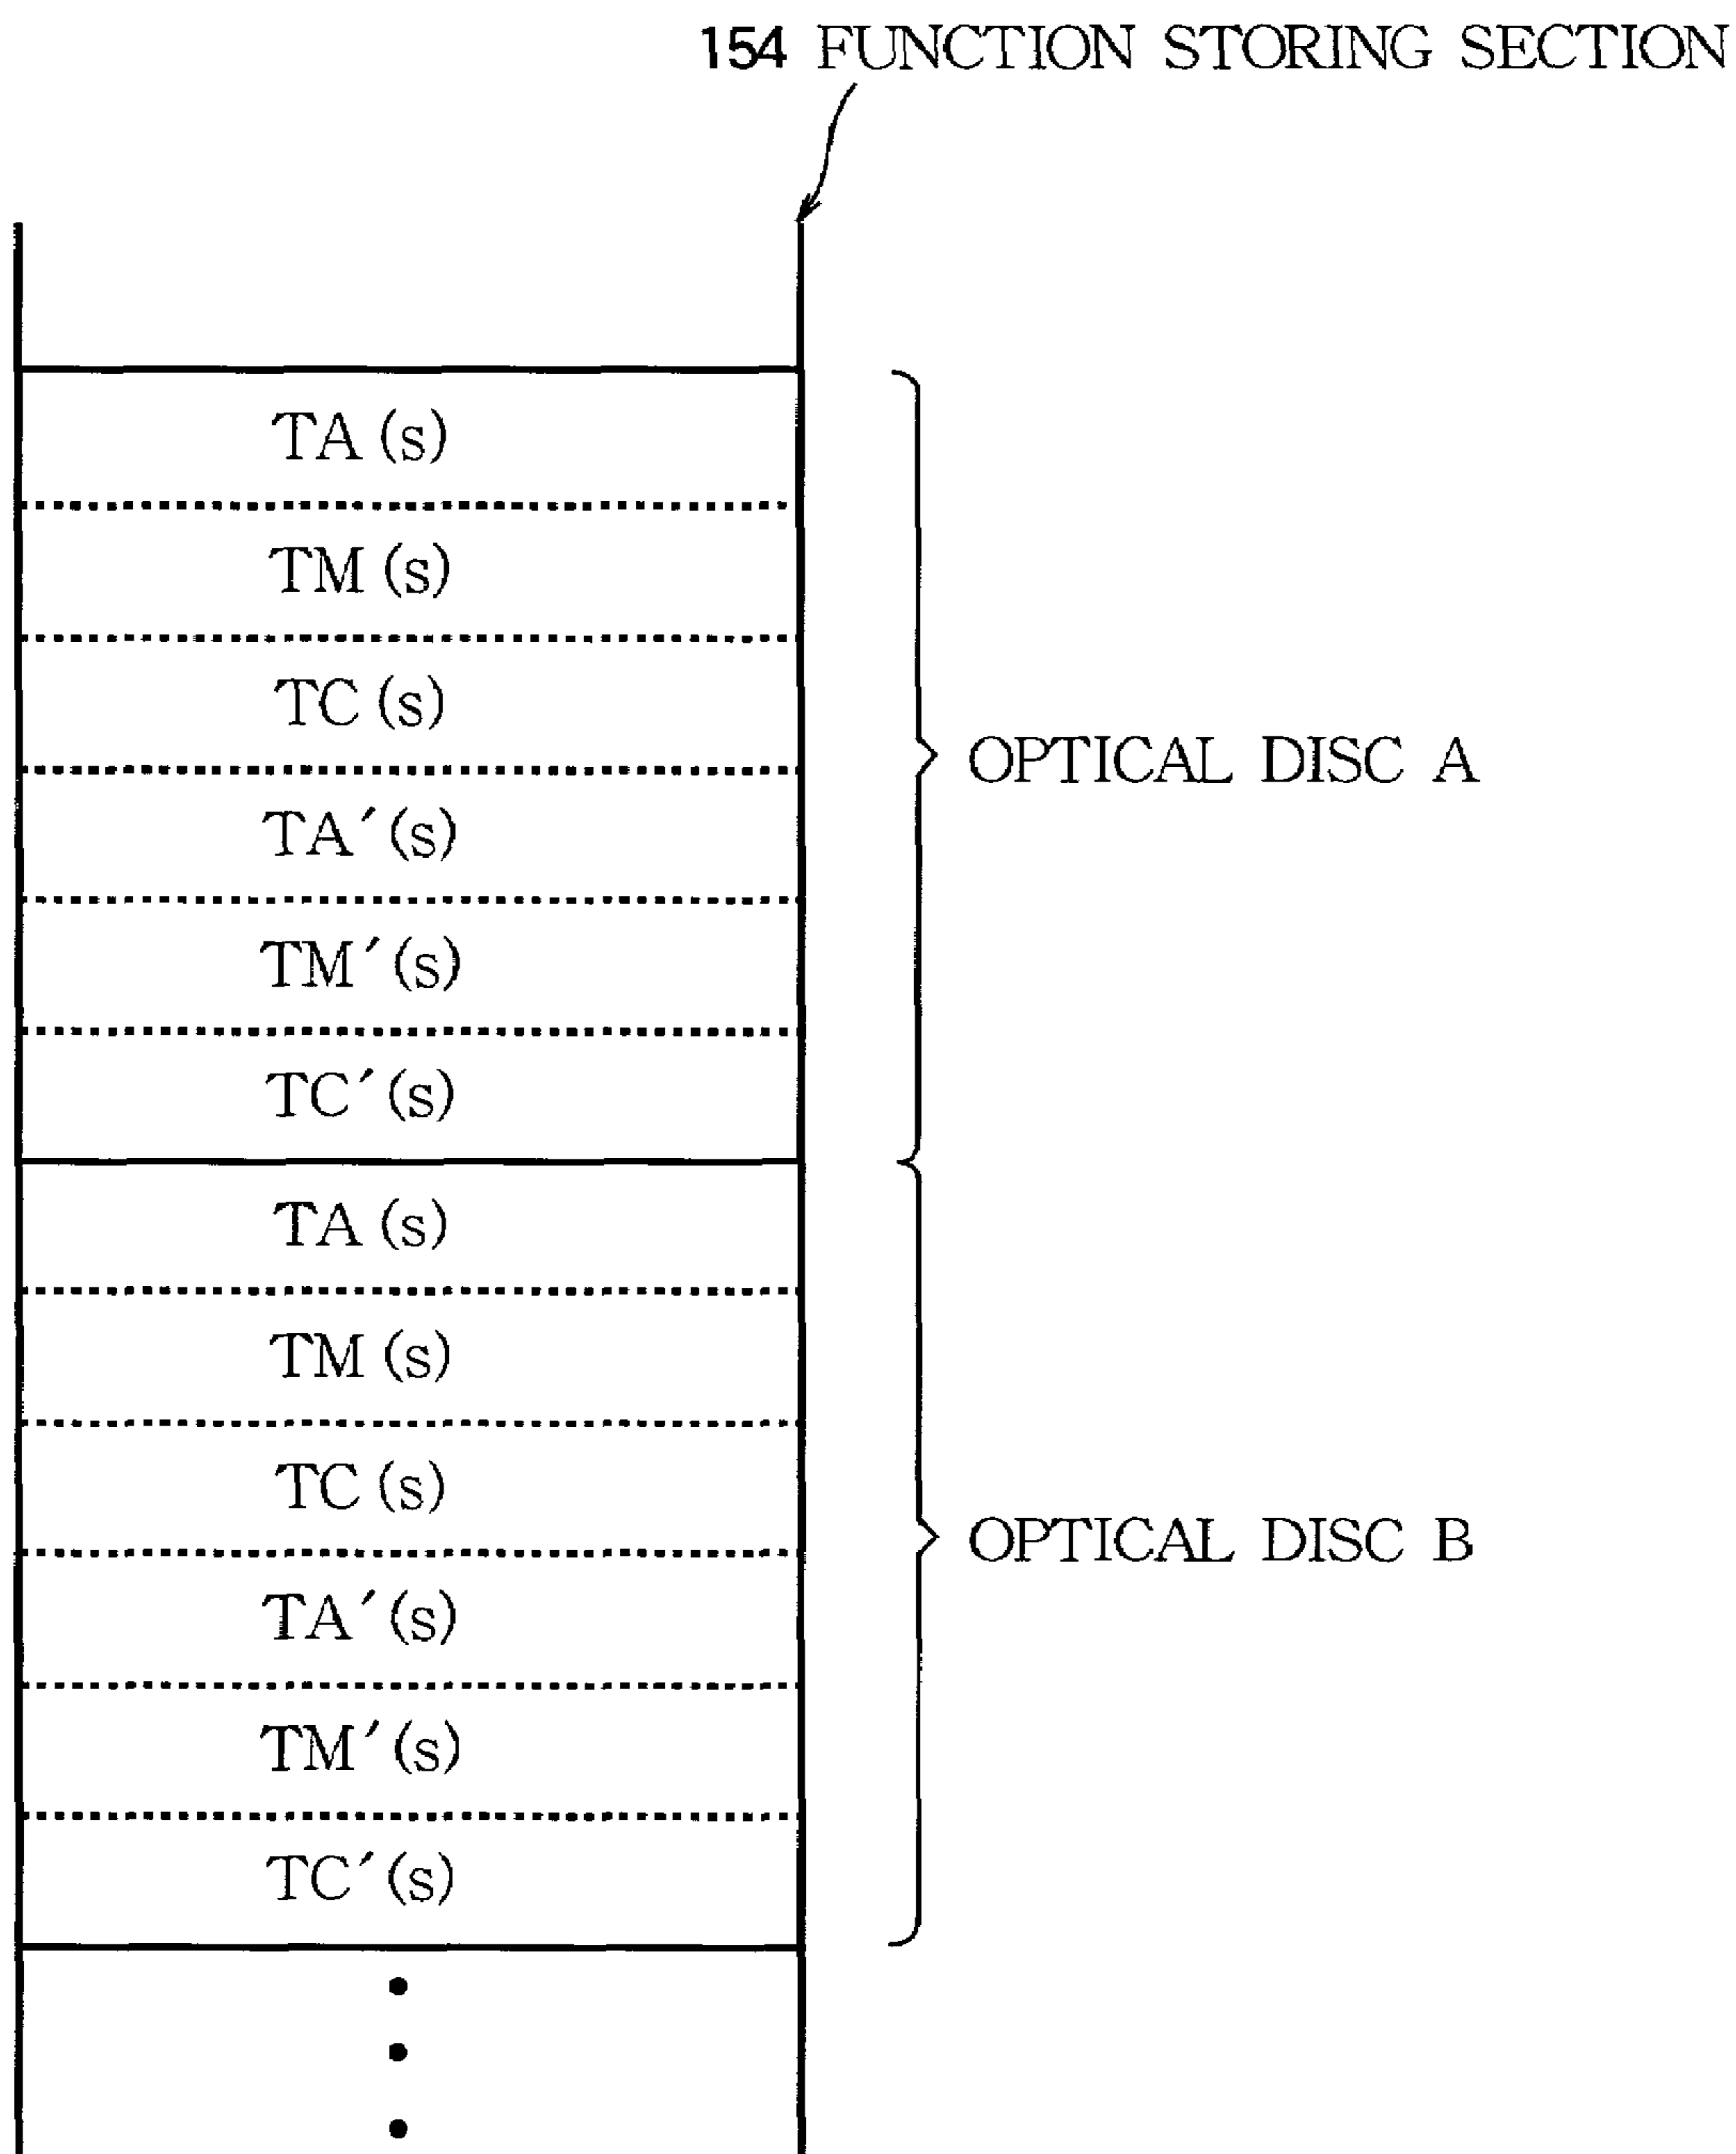 154 FUNCTION STORING SECTION
TA (s)
TM (s)
TC (s)
TA′(s)
TM′(s)
TC′(s)
OPTICAL DISC A
TA (s)
TM (s)
TC (s)
TA′(s)
TM′(s)
TC′(s)
OPTICAL DISC B